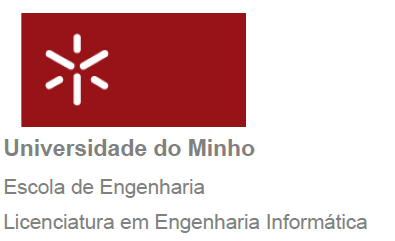 Universidade do Minho
Escola de Engenharia
Licenciatura em Engenharia Informática